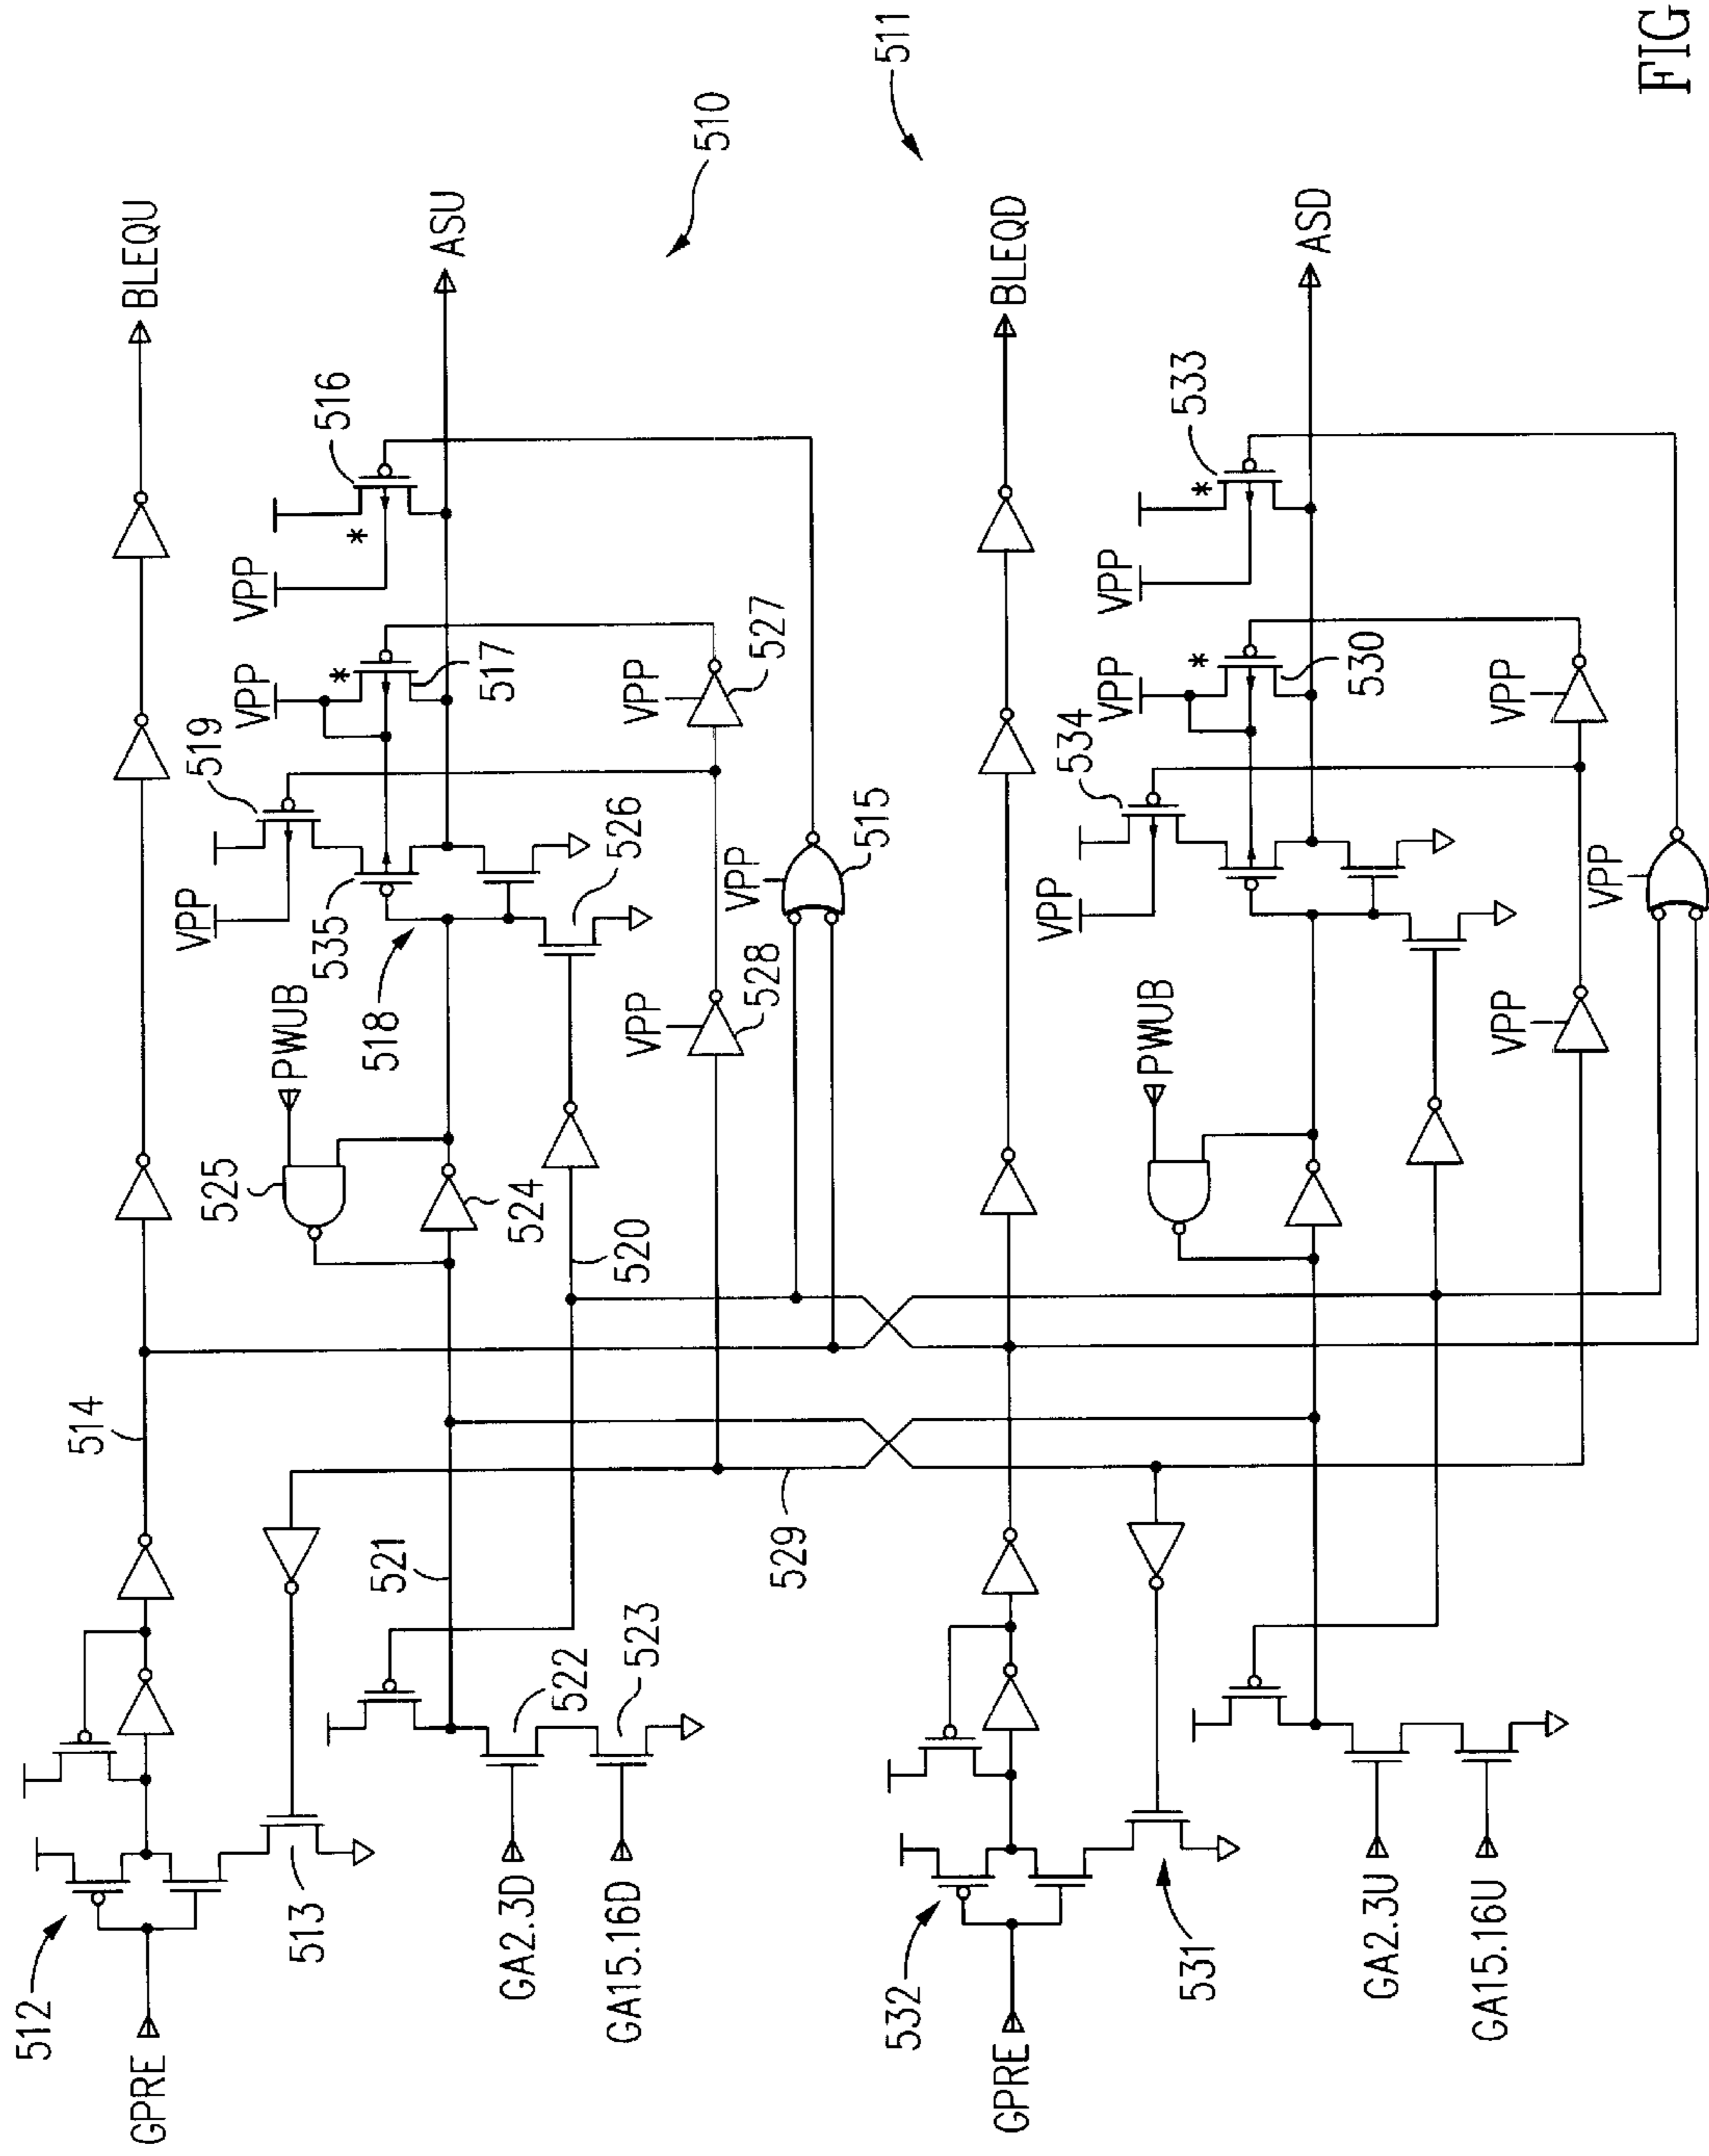 BLEQU
511
510
ASU
516
VPP
VPP
*
*
517
519
VPP
527
VPP
535
526
VPP
515
PWUB
518
VPP
528
525
524
520
514
521
529
522
523
512
513
GPRE
GA2.3D
GA15.16D
BLEQD
ASD
533
VPP
*
VPP
*
530
534
VPP
VPP
VPP
PWUB
VPP
532
531
GPRE
GA2.3U
GA15.16U
FIG